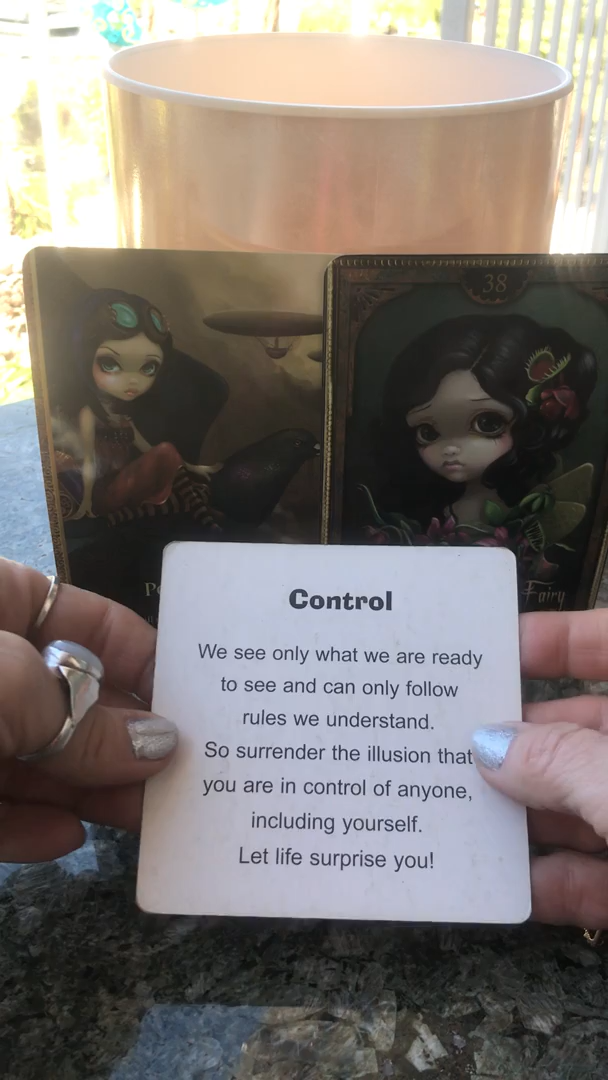 38
Fairy
Control
We see only what we are ready
to see and can only follow
rules we understand.
So surrender the illusion that
you are in control of anyone,
including yourself.
Let life surprise you!